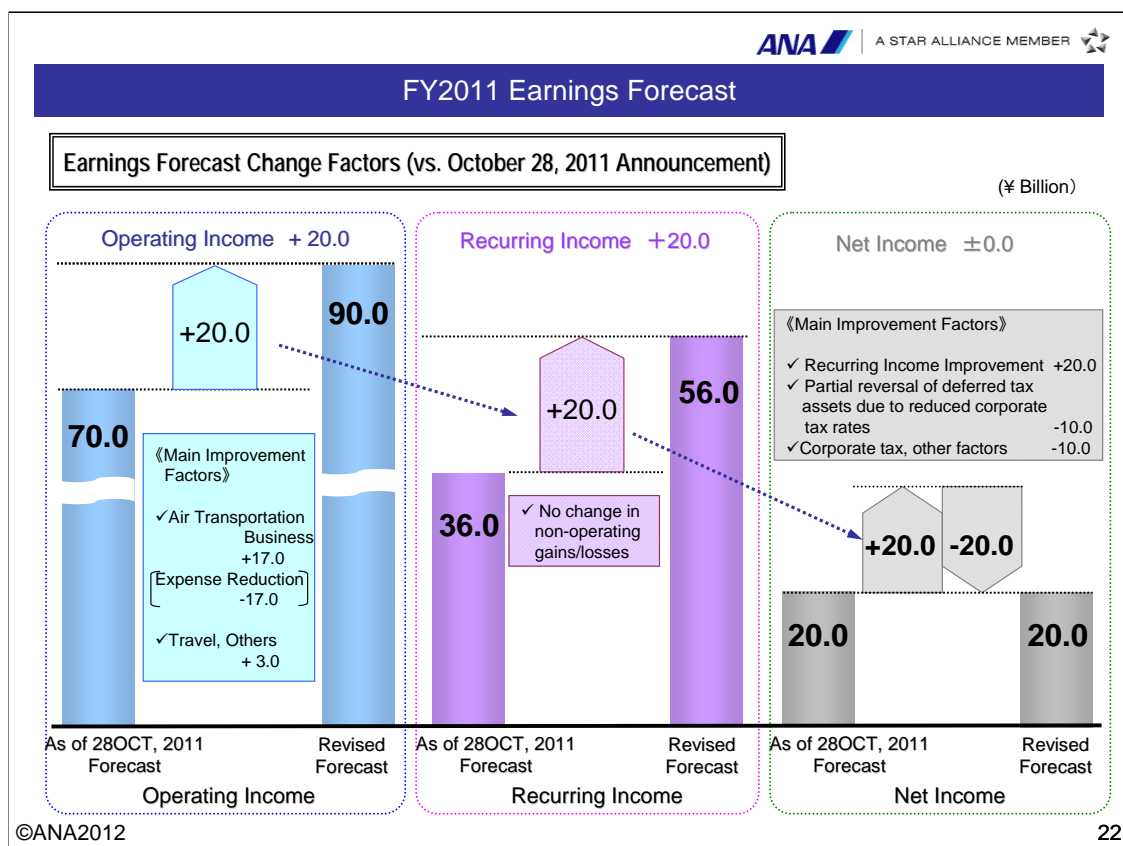 ANA
A STAR ALLIANCE MEMBER
FY2011 Earnings Forecast
Earnings Forecast Change Factors (vs. October 28, 2011 Announcement)
(¥ Billion）
Operating Income + 20.0
+20.0
90.0
70.0
《Main Improvement
Factors》
✓Air Transportation
Business
+17.0
Expense Reduction
-17.0
✓Travel, Others
+ 3.0
As of 28OCT, 2011
Forecast
Revised
Forecast
Operating Income
Recurring Income ＋20.0
+20.0
56.0
36.0
✓ No change in
non-operating
gains/losses
As of 28OCT, 2011
Forecast
Revised
Forecast
Recurring Income
Net Income ±0.0
《Main Improvement Factors》
✓ Recurring Income Improvement +20.0
✓ Partial reversal of deferred tax
assets due to reduced corporate
tax rates -10.0
✓Corporate tax, other factors -10.0
+20.0 -20.0
20.0
20.0
As of 28OCT, 2011
Forecast
Revised
Forecast
Net Income
©ANA2012
22